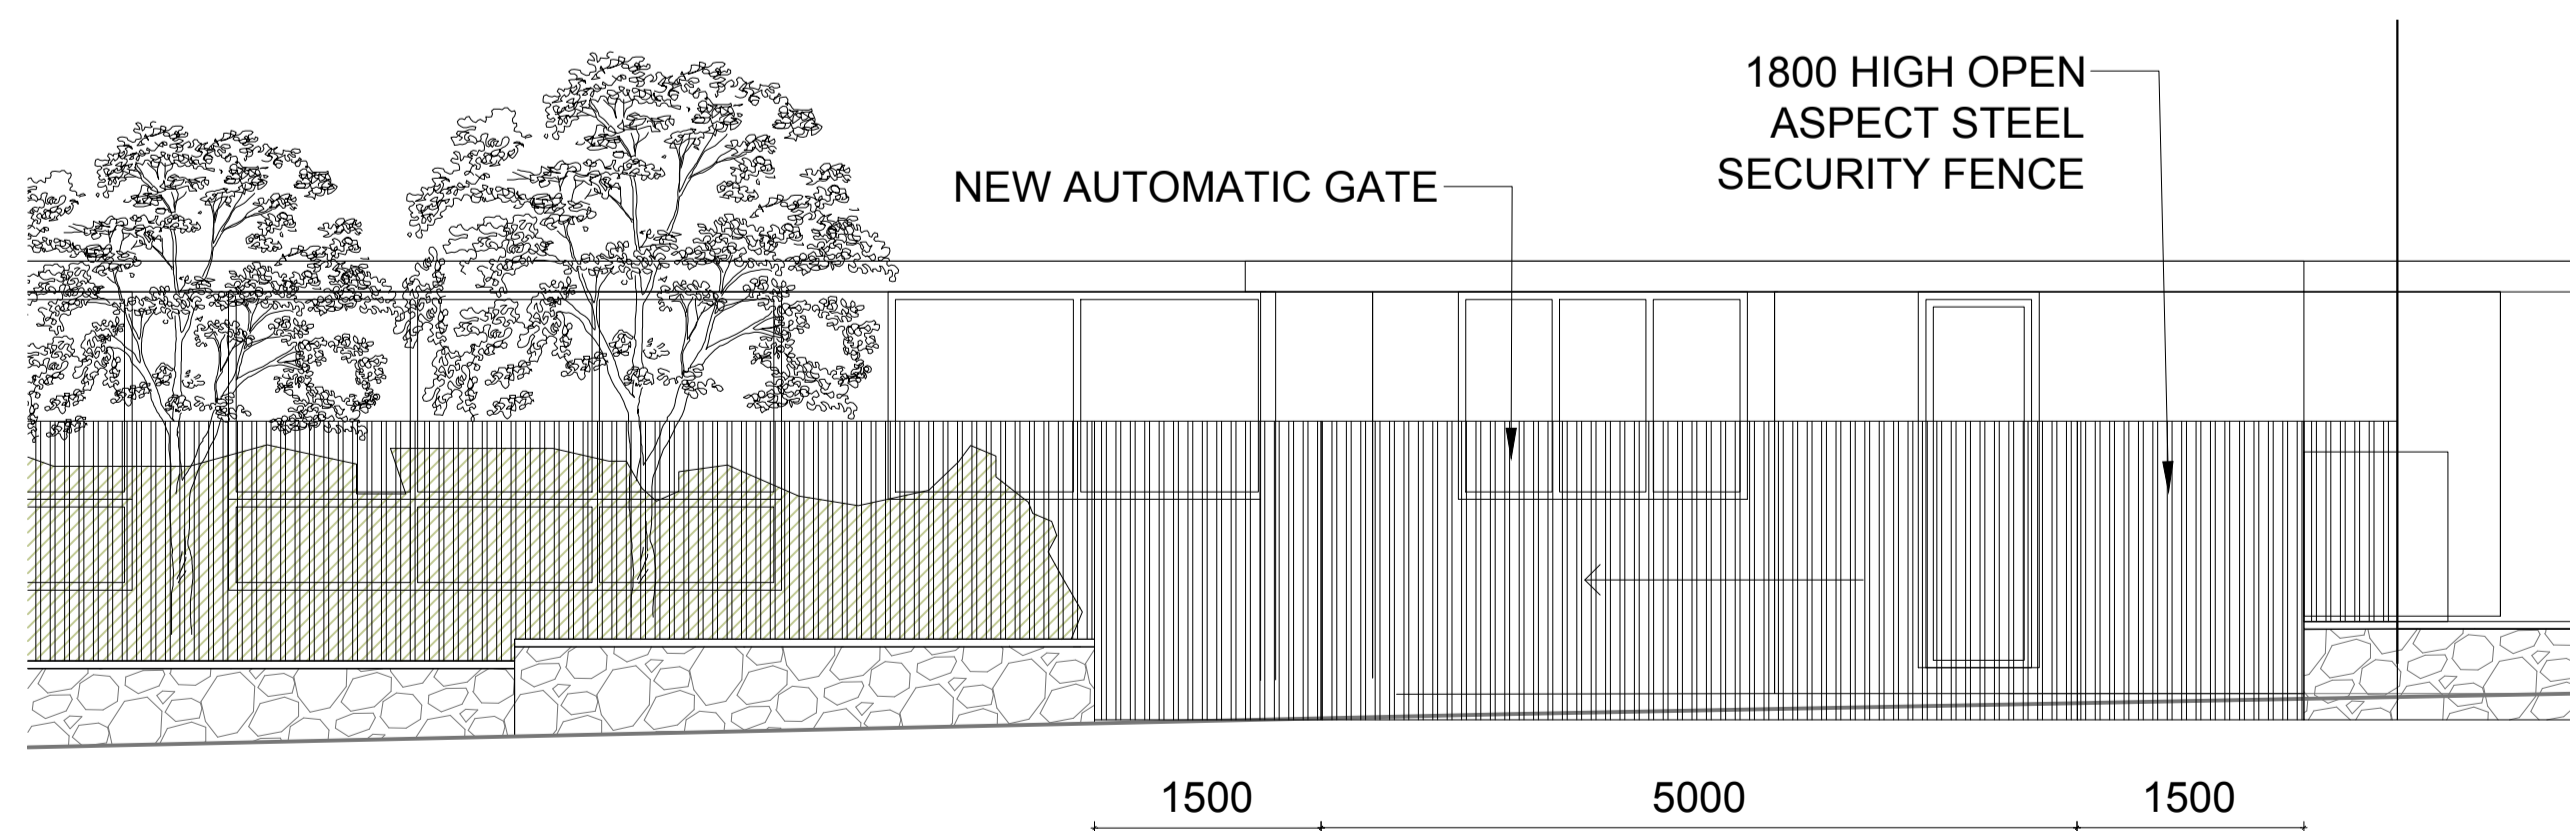 1800 HIGH OPEN
ASPECT STEEL
SECURITY FENCE
NEW AUTOMATIC GATE
1500
5000
1500